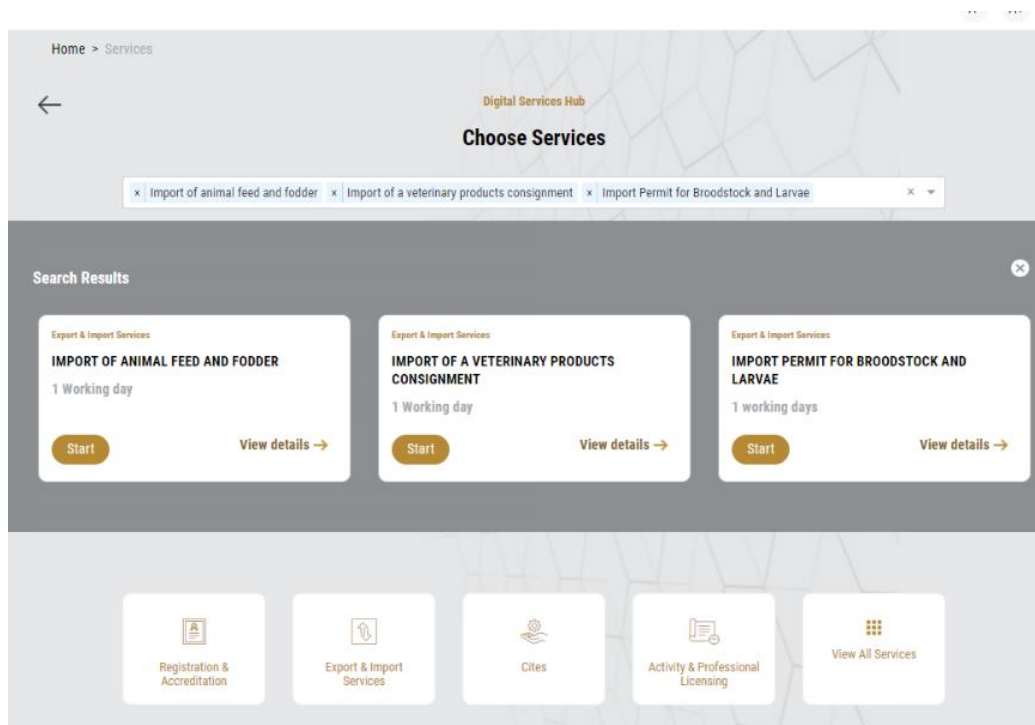 Home > Services
Digital Services Hub
Choose Services
× Import of animal feed and fodder × Import of a veterinary products consignment × Import Permit for Broodstock and Larvae ×
Search Results
Export & Import Services
IMPORT OF ANIMAL FEED AND FODDER
1 Working day
Start View details →
Export & Import Services
IMPORT OF A VETERINARY PRODUCTS
CONSIGNMENT
1 Working day
Start View details →
Export & Import Services
IMPORT PERMIT FOR BROODSTOCK AND
LARVAE
1 working days
Start View details →
Registration &
Accreditation
Export & Import
Services
Cites
Activity & Professional
Licensing
View All Services